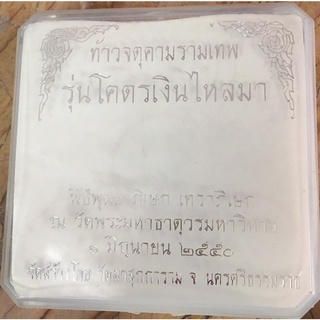 ท้าวจตุคามรามเทพ
รุ่นโคตรเงินไหลมา
เทวาภิเษก
ณ วัดพระมหาธาตุวรมหาวิหาร
๑ มิถุนายน ๒๕๕๐
จ นครศรีธรรมราช